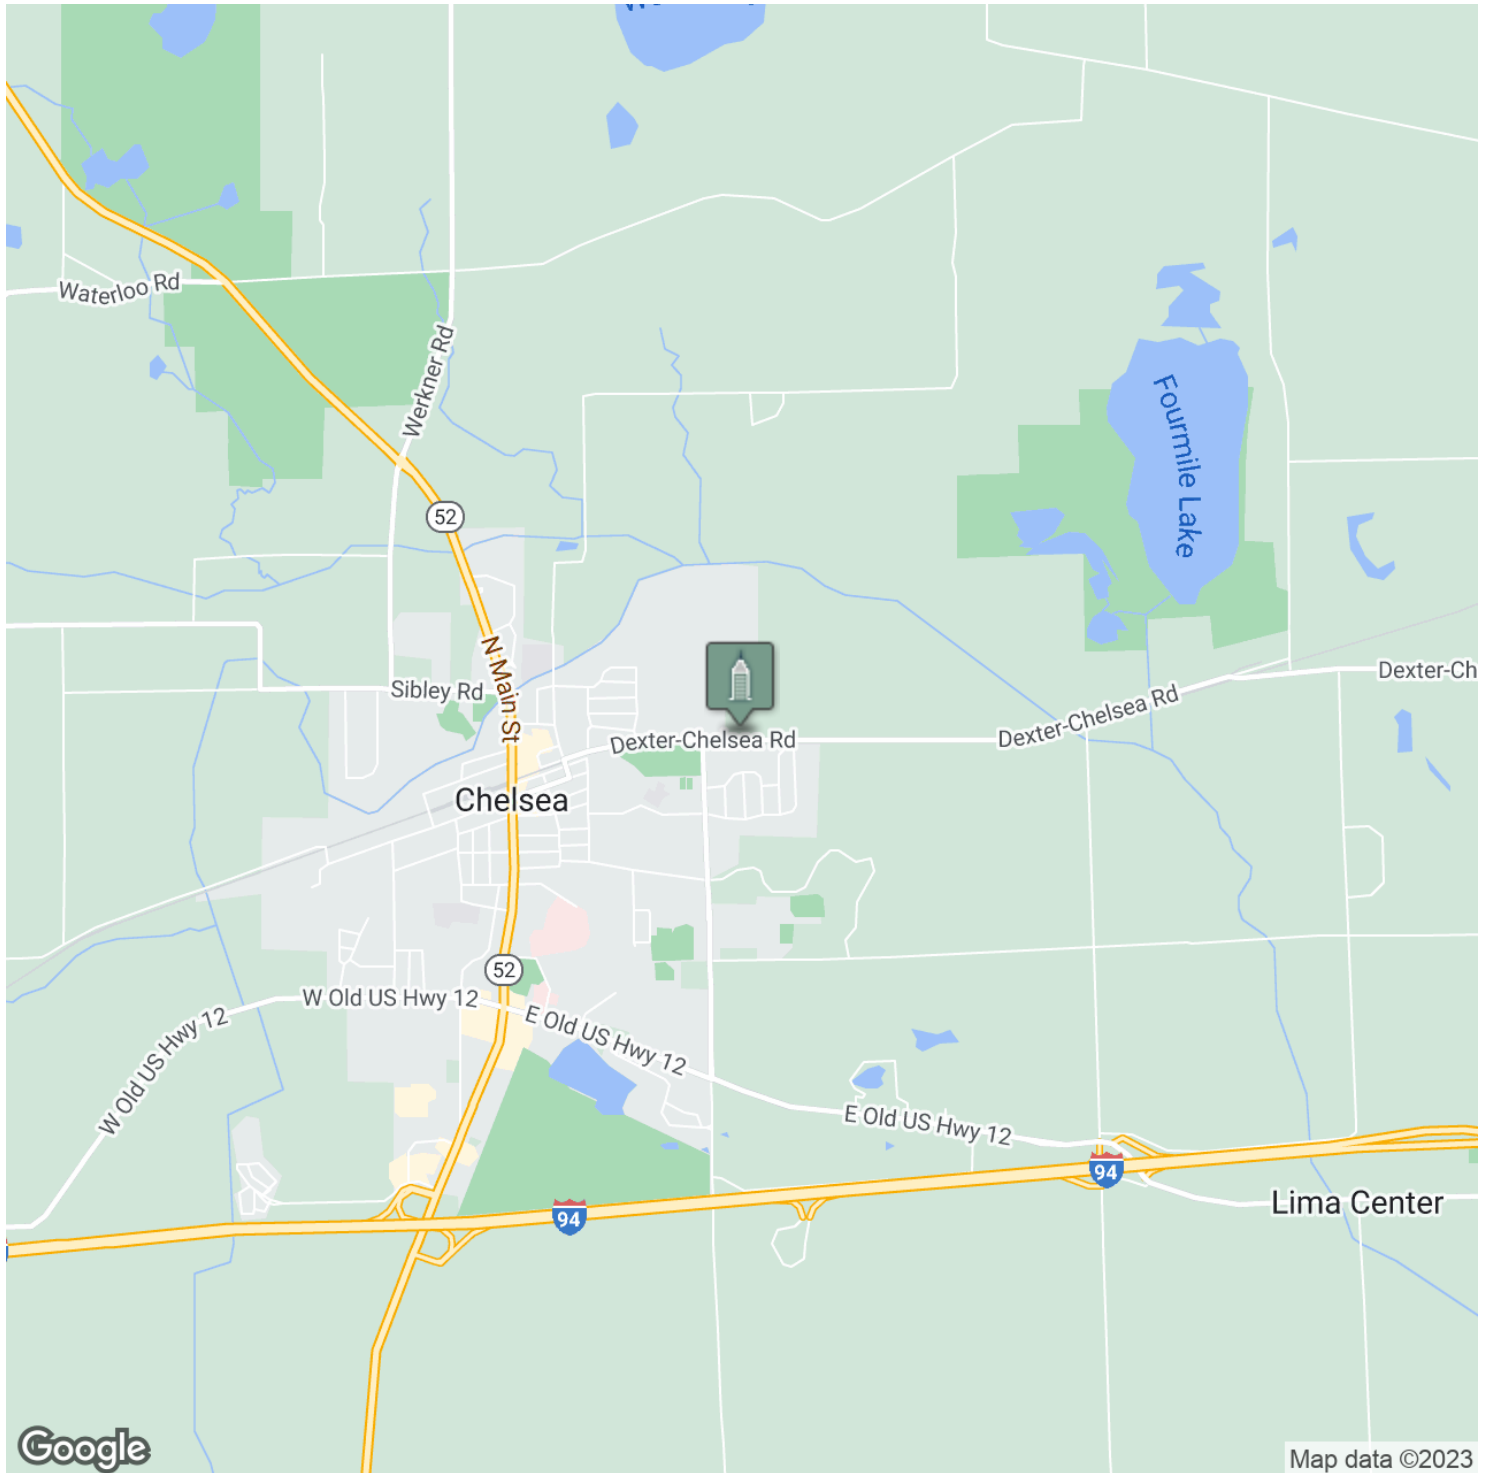 Waterloo Rd
Werkner Rd
Fourmile Lake
52
N Main St
Sibley Rd
Dexter-Ch
Dexter-Chelsea Rd
Dexter-Chelsea Rd
Chelsea
52
W Old US Hwy 12
E Old US Hwy 12
W Old US Hwy 12
E Old US Hwy 12
94
94
Lima Center
Google
Map data ©2023